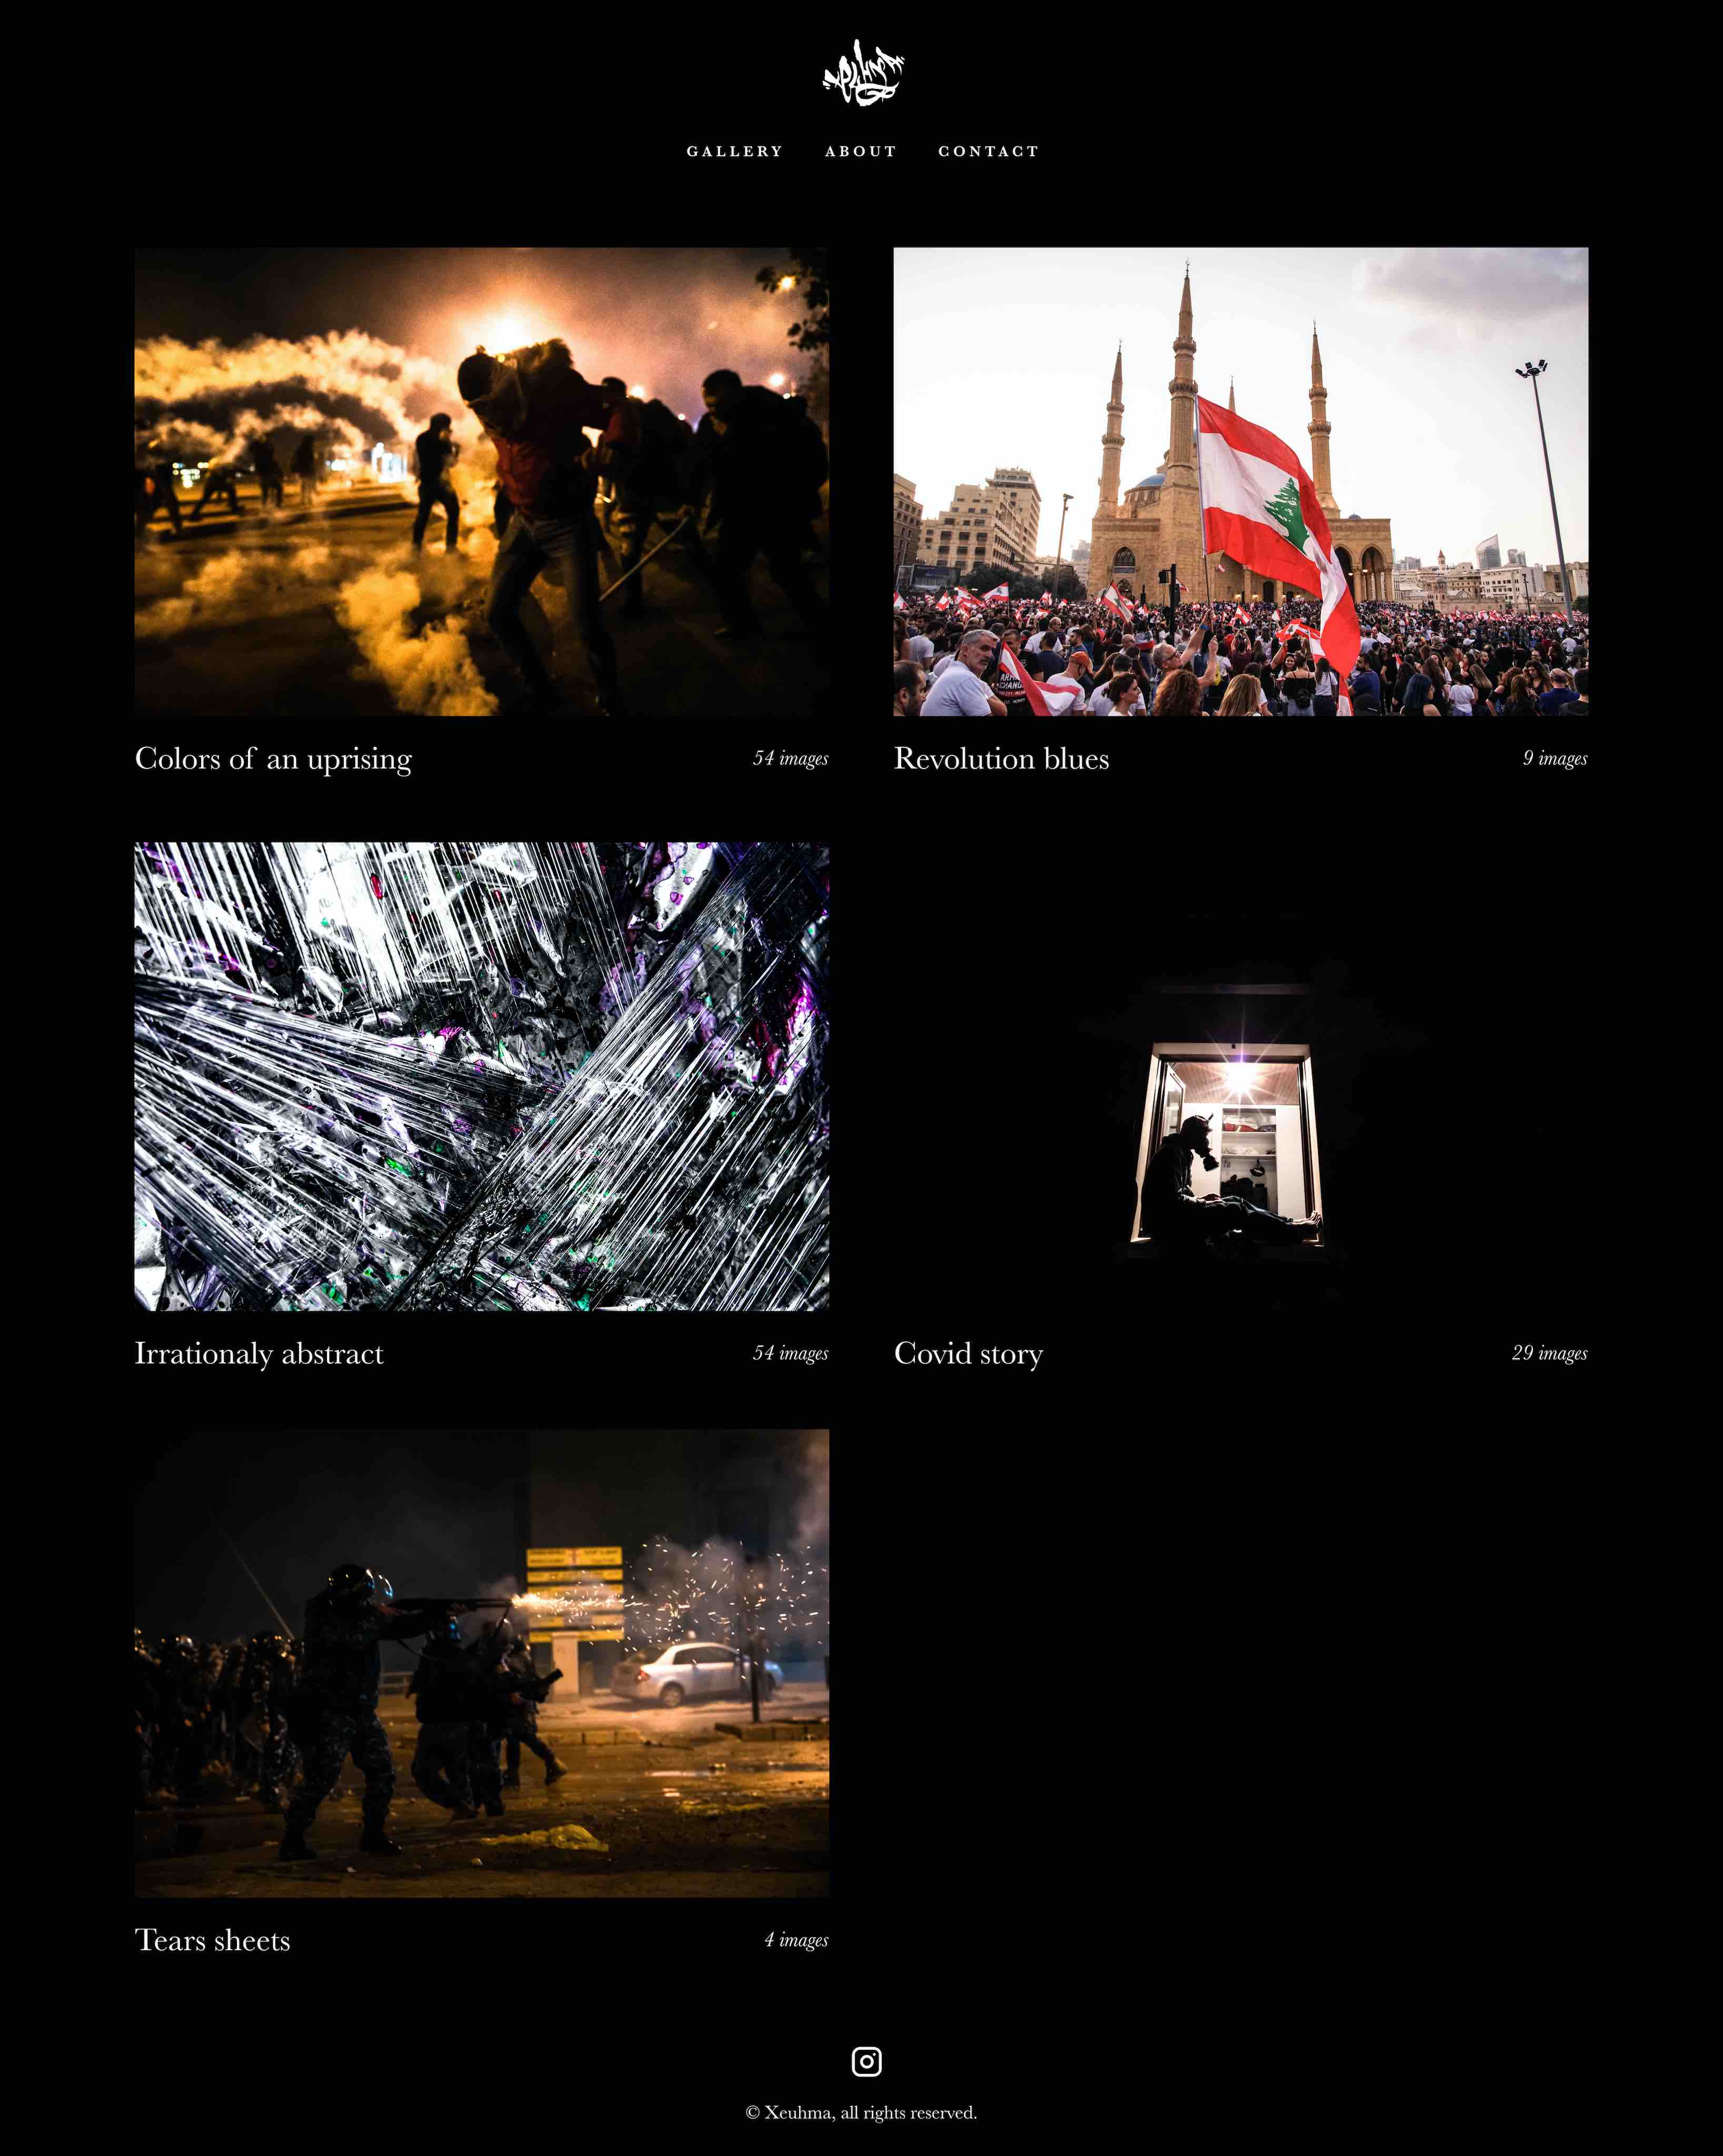 GALLERY ABOUT CONTACT
Colors of an uprising 54 images
Revolution blues 9 images
Irrationaly abstract 54 images
Covid story 29 images
Tears sheets 4 images
© Xeuhma, all rights reserved.